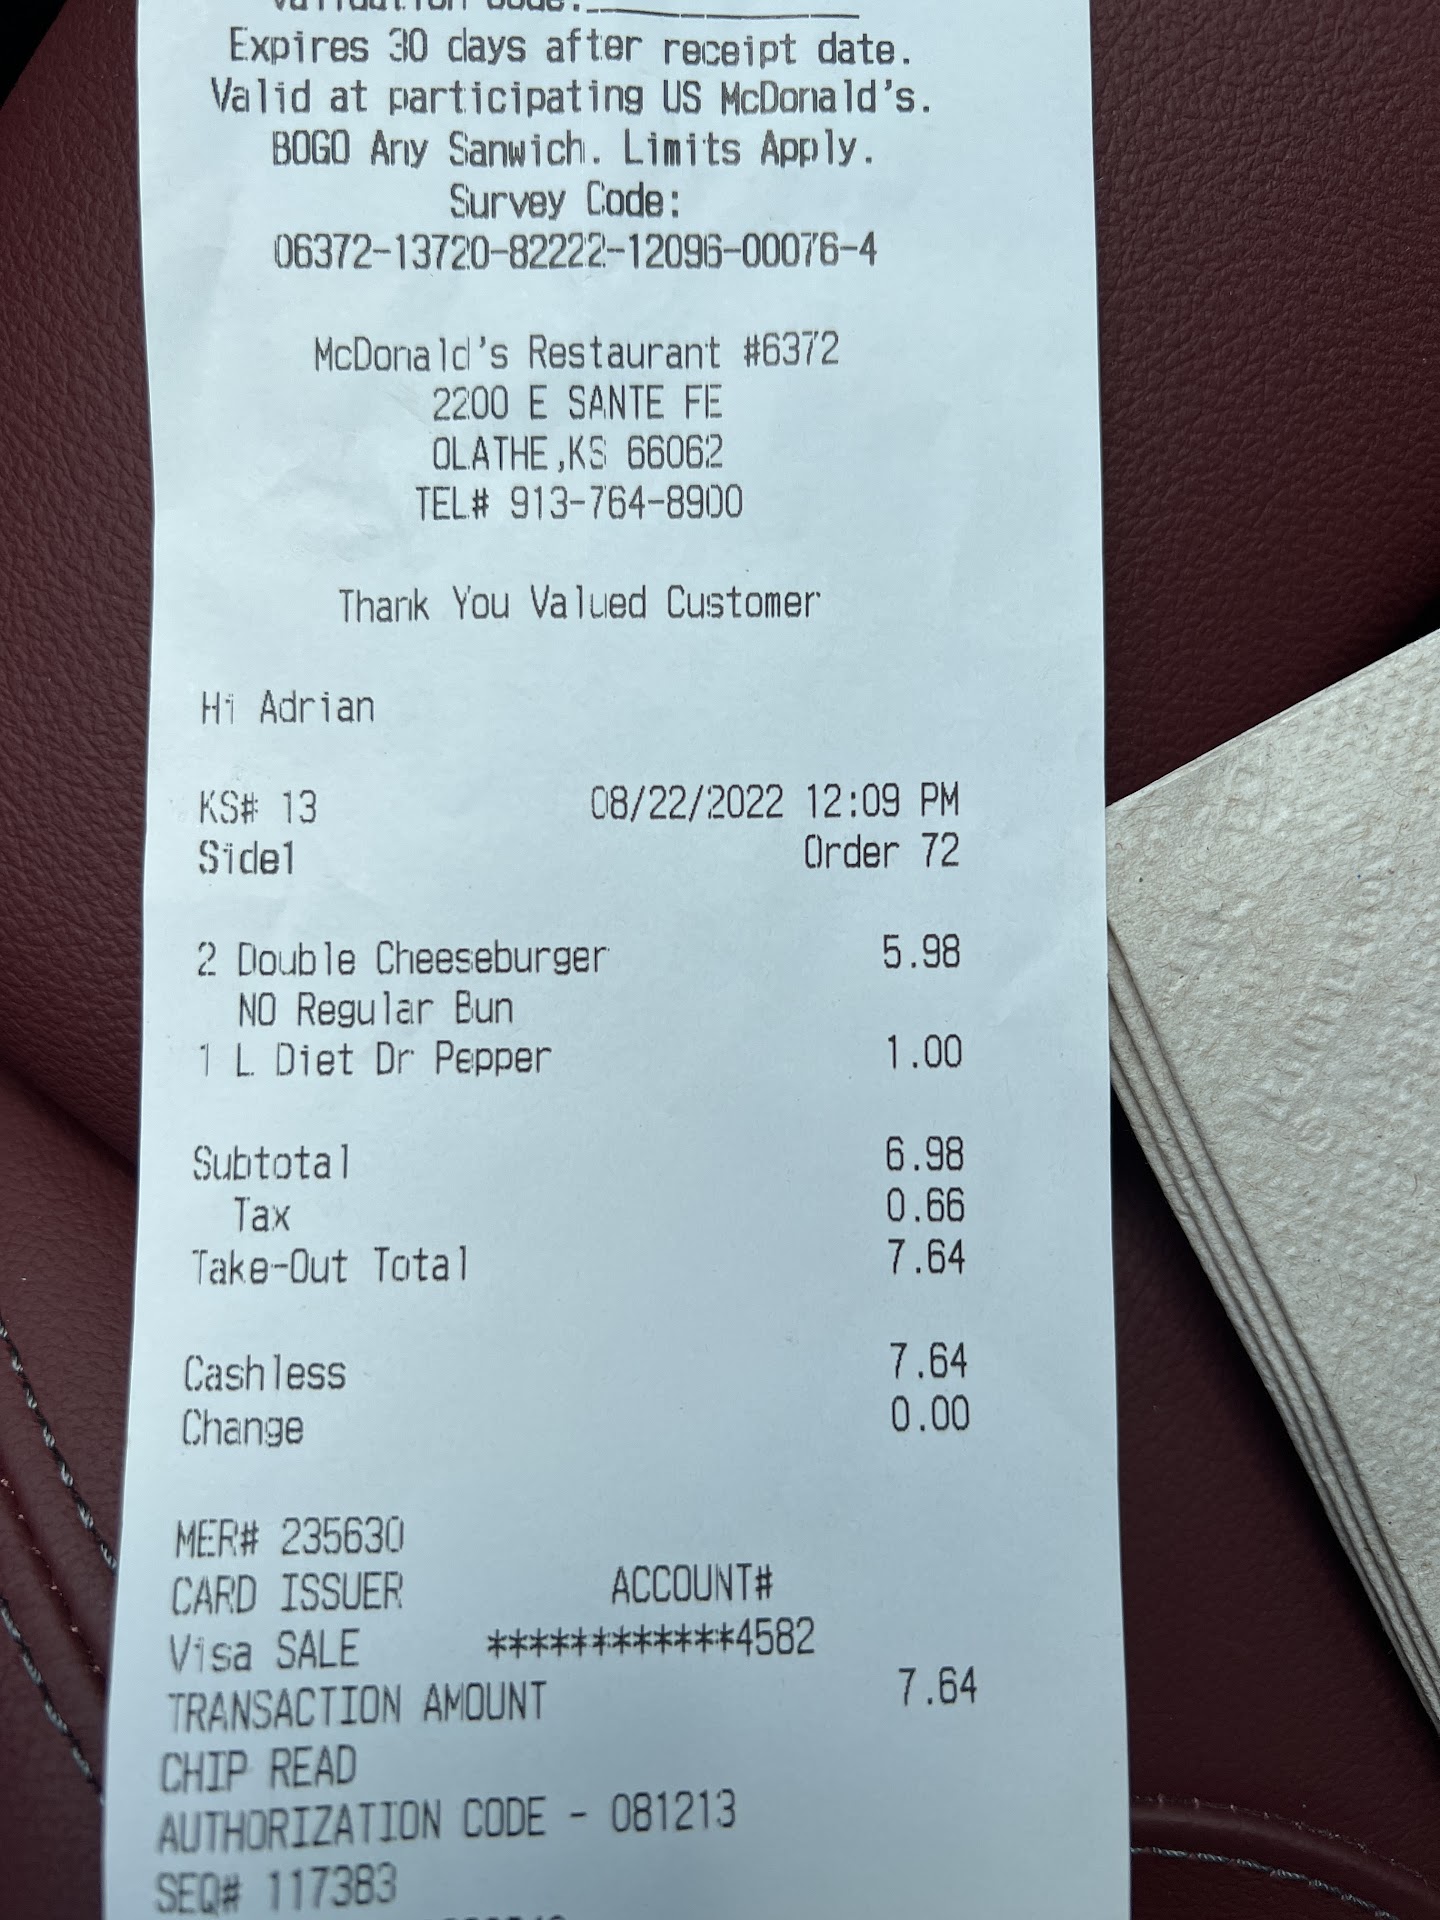 Validation Code:
Expires 30 days after receipt date.
Valid at participating US McDonald's.
BOGO Any Sanwich. Limits Apply.
Survey Code:
06372-13720-82222-12096-00076-4
McDonald's Restaurant #6372
2200 E SANTE FE
OLATHE,KS 66062
TEL# 913-764-8900
Thank You Valued Customer
Hi Adrian
KS# 13 08/22/2022 12:09 PM
Side1 Order 72
2 Double Cheeseburger 5.98
NO Regular Bun
1 L Diet Dr Pepper 1.00
Subtotal 6.98
Tax 0.66
Take-Out Total 7.64
Cashless 7.64
Change 0.00
MER# 235630
CARD ISSUER ACCOUNT#
Visa SALE ************4582
TRANSACTION AMOUNT 7.64
CHIP READ
AUTHORIZATION CODE - 081213
SEQ# 117383